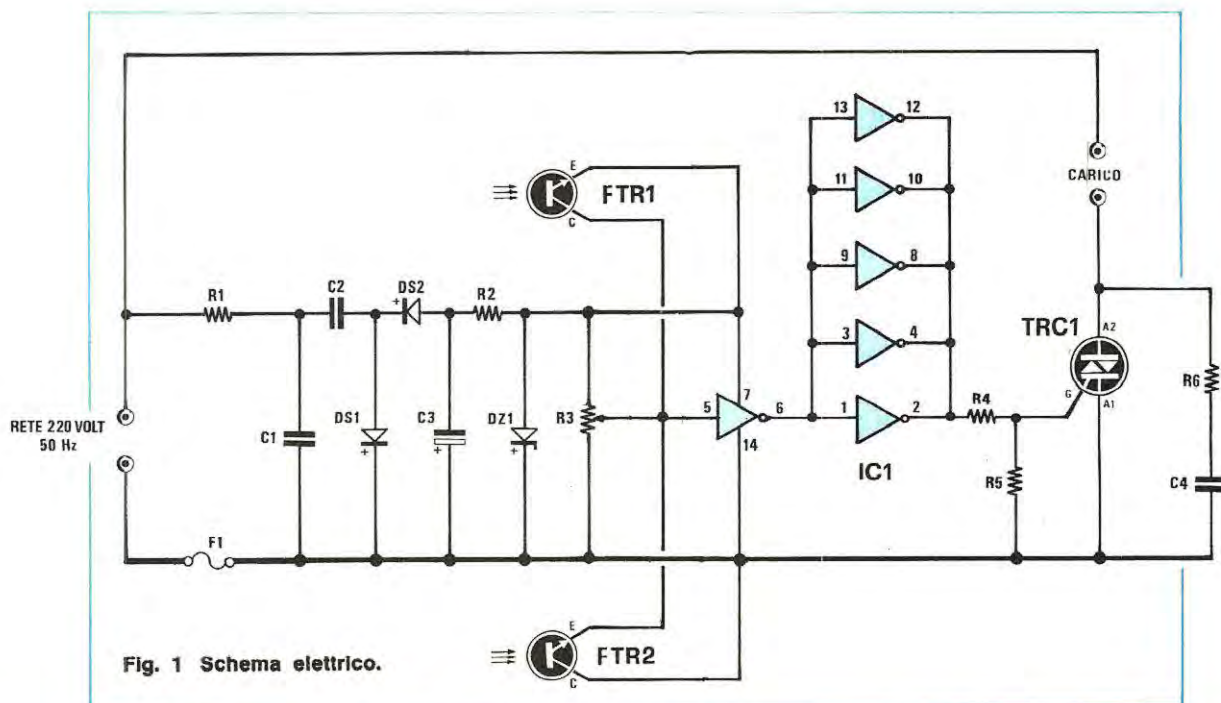 13
12
11
10
9
8
3
4
1
2
IC1
E
C
FTR1
CARICO
R1
C2
DS2
+
R2
C1
DS1
+
C3
+
DZ1
+
R3
5
7
14
6
R4
R5
TRC1
A2
G
A1
R6
C4
RETE 220 VOLT
50 Hz
F1
E
C
FTR2
Fig. 1 Schema elettrico.